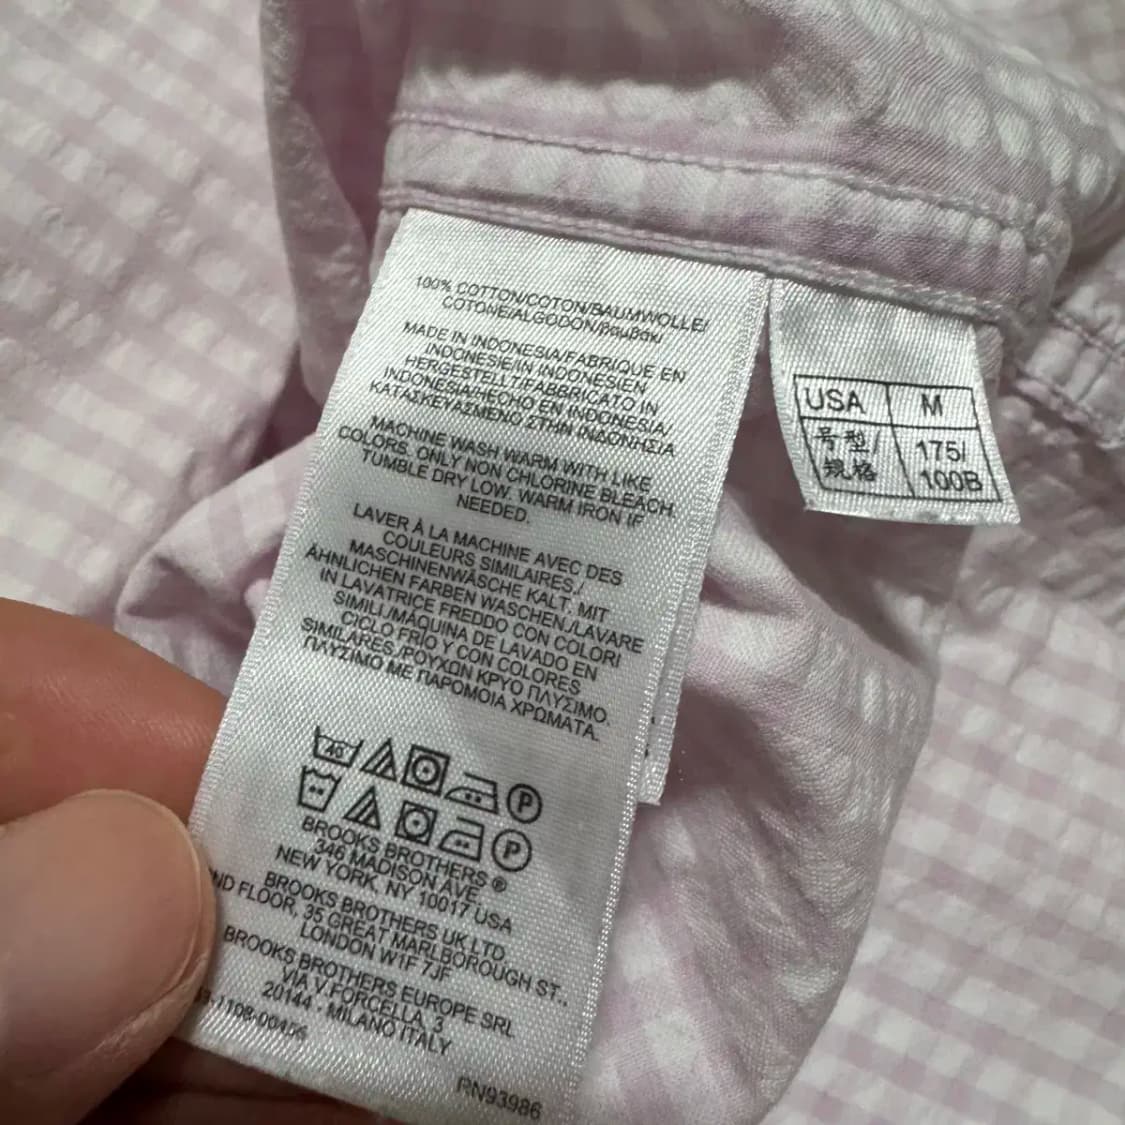 100% COTTON/COTON/BAUMWOLLE/
COTONE/ALGODON/βαμβακι
MADE IN INDONESIA/FABRIQUE EN
INDONESIE/IN INDONESIEN
HERGESTELLT/FABBRICATO IN
INDONESIA/HECHO EN INDONESIA,
ΚΑΤΑΣΚΕΥΑΣΜΕΝΟ ΣΤΗΝ ΙΝΔΟΝΗΣΙΑ
MACHINE WASH WARM WITH LIKE
COLORS. ONLY NON CHLORINE BLEACH
TUMBLE DRY LOW. WARM IRON IF
NEEDED.
LAVER À LA MACHINE AVEC DES
COULEURS SIMILAIRES./
MASCHINENWÄSCHE KALT. MIT
ÄHNLICHEN FARBEN WASCHEN./LAVARE
IN LAVATRICE FREDDO CON COLORI
SIMILI./MÁQUINA DE LAVADO EN
CICLO FRÍO Y CON COLORES
SIMILARES./ΡΟΥΧΩΝ ΚΡΥΟ ΠΛΥΣΙΜΟ.
ΠΛΥΣΙΜΟ ΜΕ ΠΑΡΟΜΟΙΑ ΧΡΩΜΑΤΑ.
40 P
P
BROOKS BROTHERS ®
346 MADISON AVE.
NEW YORK, NY 10017 USA
BROOKS BROTHERS UK LTD.
ND FLOOR, 35 GREAT MARLBOROUGH ST.,
LONDON W1F 7JF
BROOKS BROTHERS EUROPE SRL
VIA V.FORCELLA, 3
20144 - MILANO ITALY
-1108-00456
RN93986
USA M
号型/ 175/
规格 100B